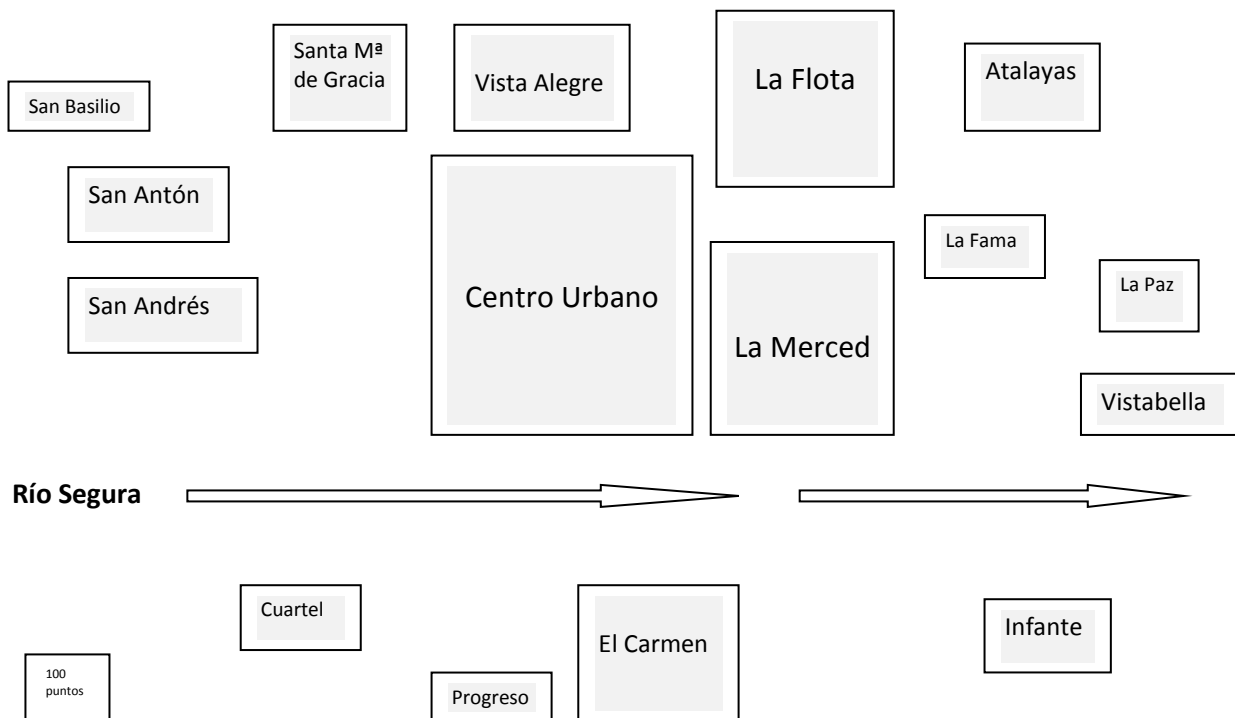 Santa Mª
de Gracia
Vista Alegre
La Flota
Atalayas
San Basilio
San Antón
La Fama
San Andrés
Centro Urbano
La Paz
La Merced
Vistabella
Río Segura
Cuartel
El Carmen
Infante
100
puntos
Progreso